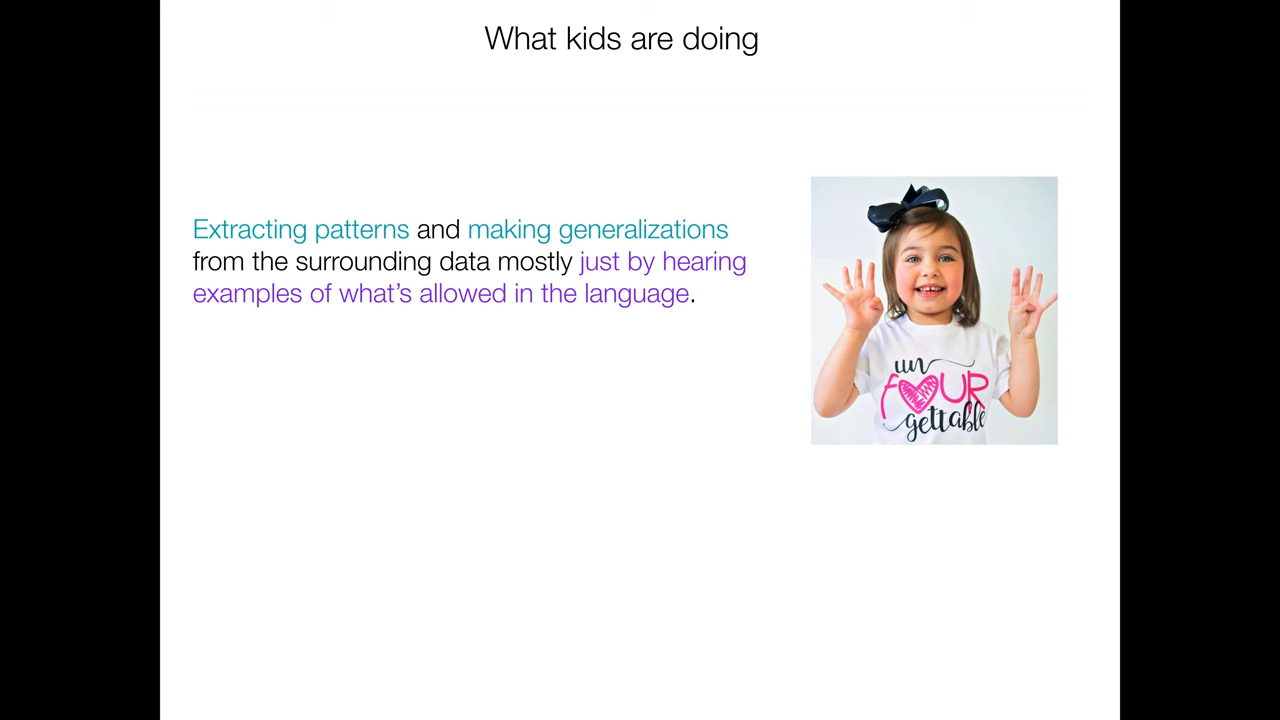 What kids are doing
Extracting patterns and making generalizations
from the surrounding data mostly just by hearing
examples of what's allowed in the language.
un
FOUR
gettable